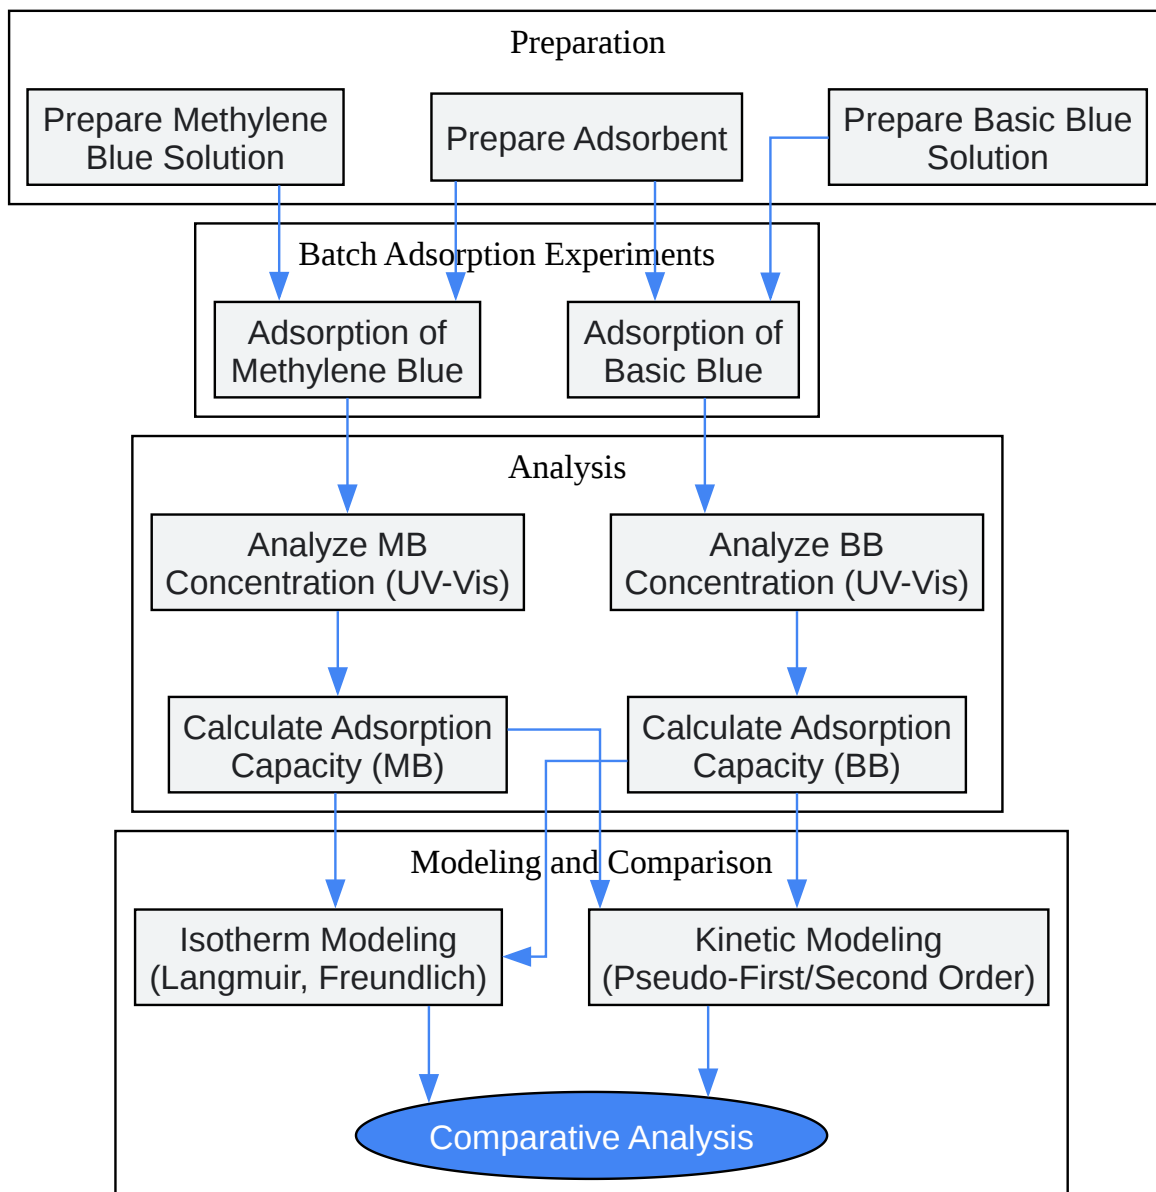 Preparation
Prepare Methylene
Blue Solution
Prepare Adsorbent
Prepare Basic Blue
Solution
Batch Adsorption Experiments
Adsorption of
Methylene Blue
Adsorption of
Basic Blue
Analysis
Analyze MB
Concentration (UV-Vis)
Analyze BB
Concentration (UV-Vis)
Calculate Adsorption
Capacity (MB)
Calculate Adsorption
Capacity (BB)
Modeling and Comparison
Isotherm Modeling
(Langmuir, Freundlich)
Kinetic Modeling
(Pseudo-First/Second Order)
Comparative Analysis